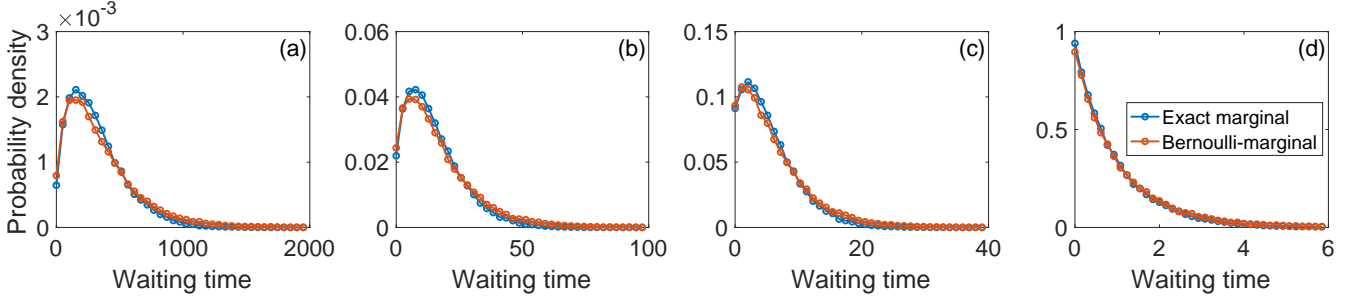 ×10-3
(a)
(b)
(c)
(d)
3
2
1
0
Probability density
0 1000 2000
Waiting time
0.06
0.04
0.02
0
0 50 100
Waiting time
0.15
0.1
0.05
0
0 20 40
Waiting time
1
0.5
0
0 2 4 6
Waiting time
Exact marginal
Bernoulli-marginal